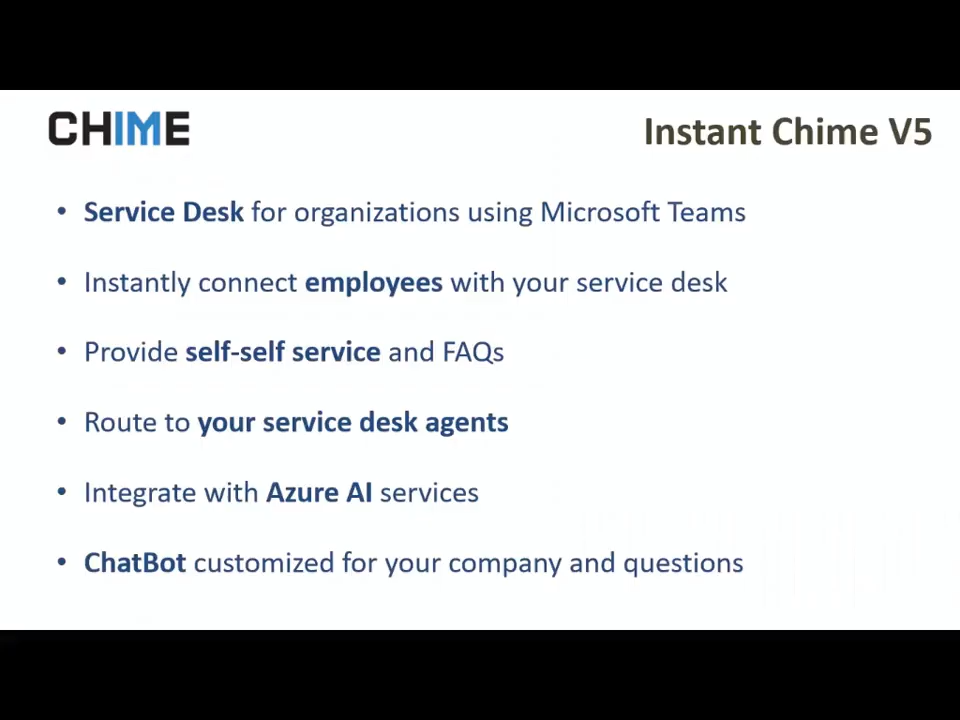 CHIME
Instant Chime V5
• Service Desk for organizations using Microsoft Teams
• Instantly connect employees with your service desk
• Provide self-self service and FAQs
• Route to your service desk agents
• Integrate with Azure AI services
• ChatBot customized for your company and questions